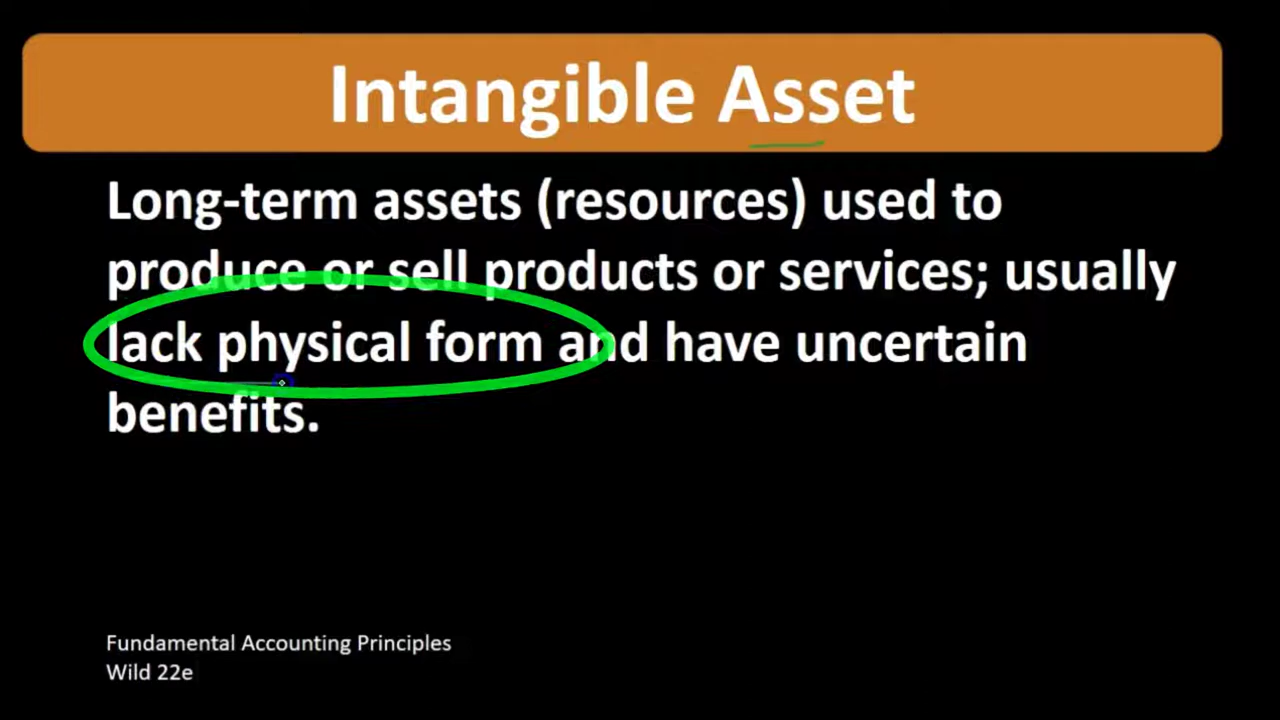 Intangible Asset
Long-term assets (resources) used to
produce or sell products or services; usually
lack physical form and have uncertain
benefits.
Fundamental Accounting Principles
Wild 22e